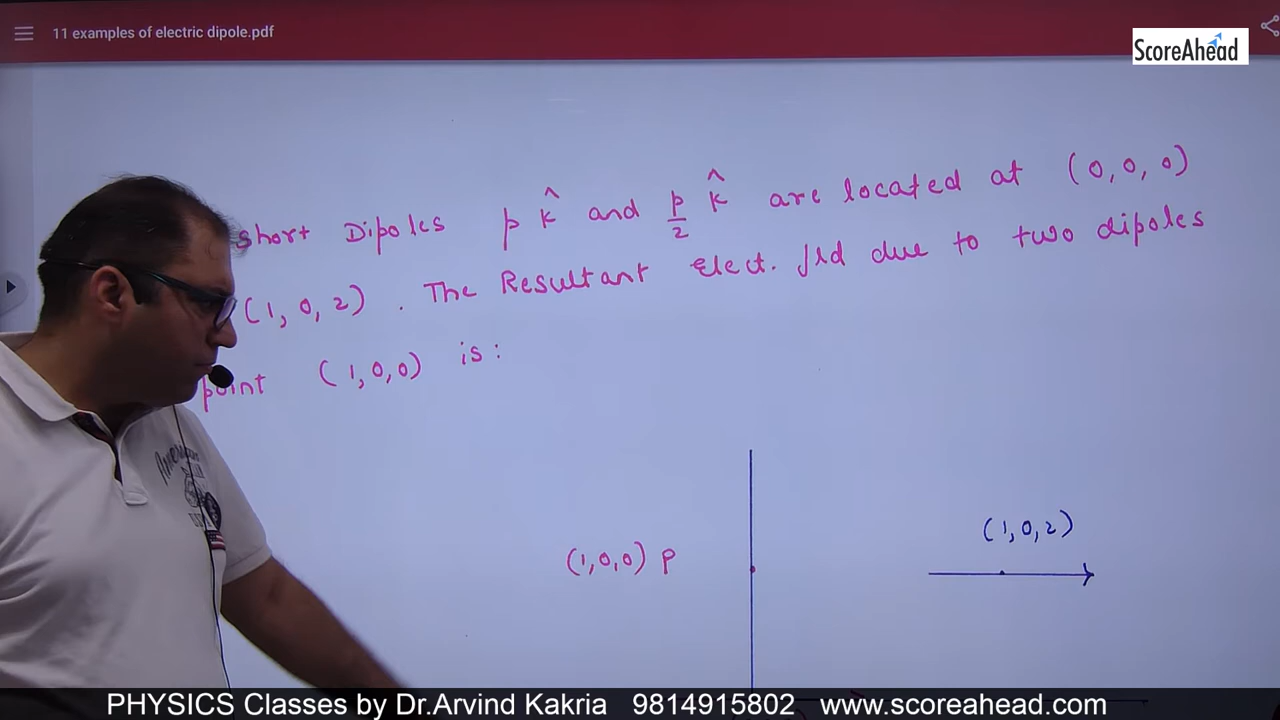 11 examples of electric dipole.pdf
ScoreAhead
short Dipoles p k̂ and p/2 k̂ are located at (0,0,0)
(1,0,2). The Resultant Elect. fld due to two dipoles
point (1,0,0) is:
(1,0,2)
(1,0,0) P
PHYSICS Classes by Dr.Arvind Kakria 9814915802 www.scoreahead.com